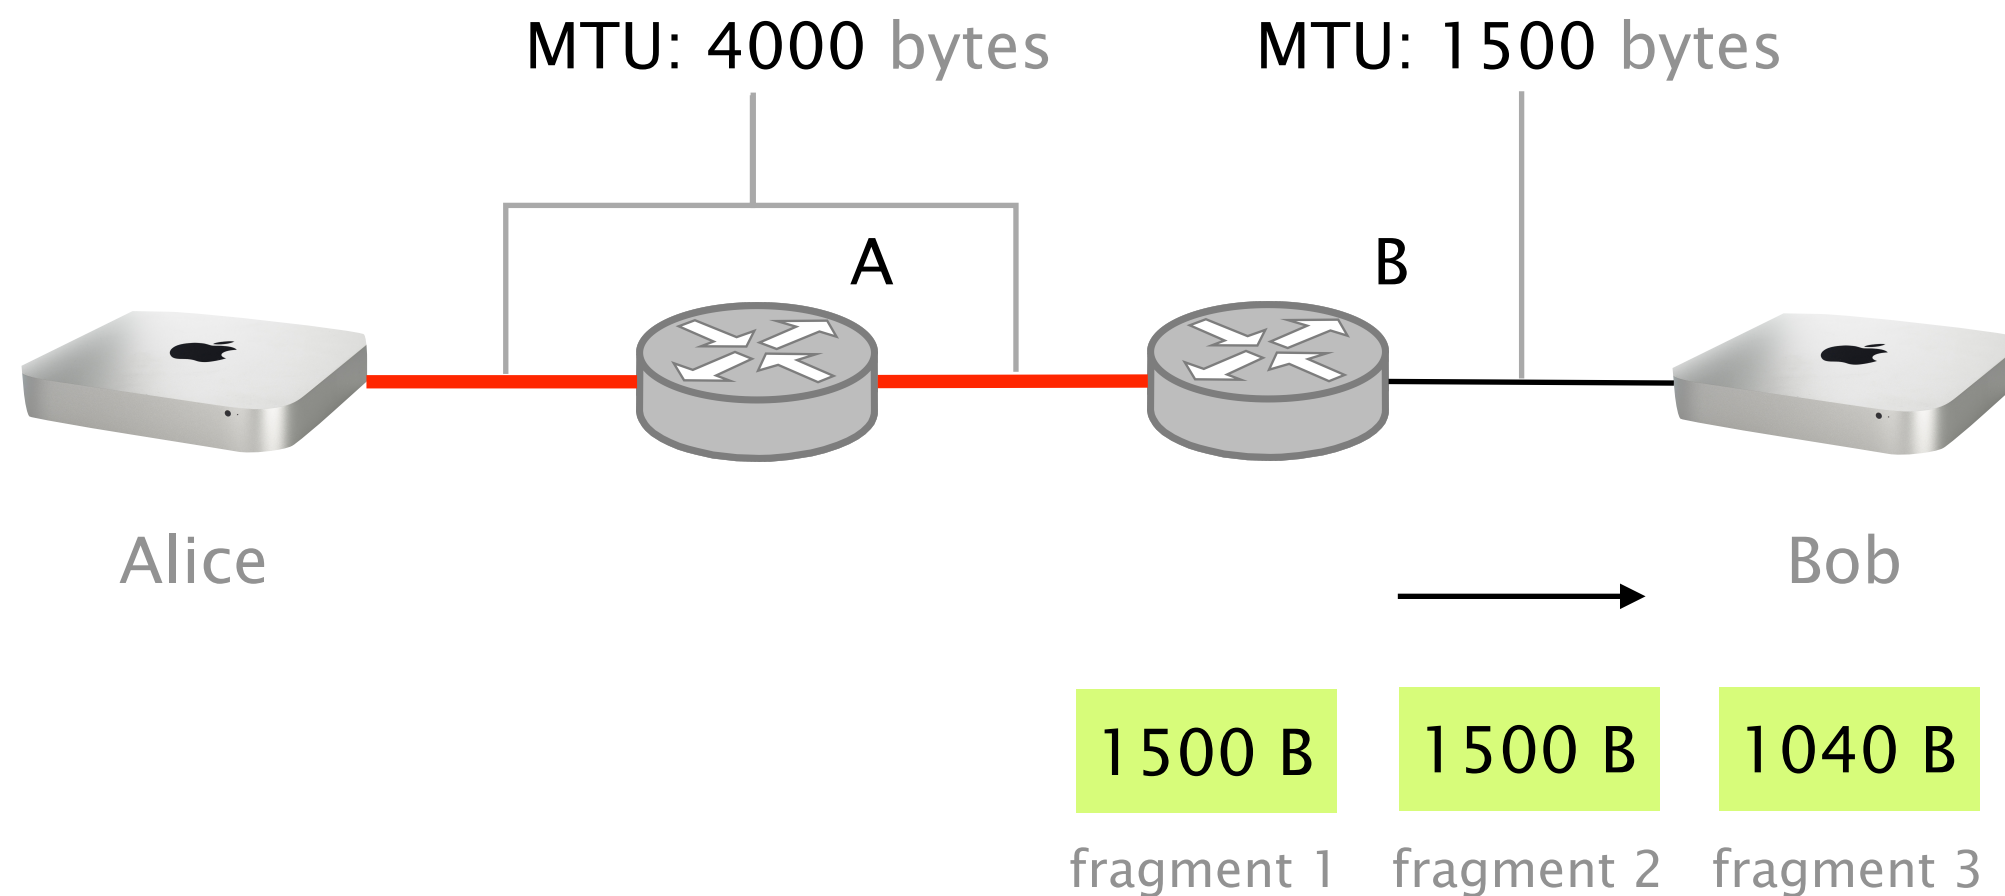 MTU: 4000 bytes
MTU: 1500 bytes
A
B
Alice
Bob
1500 B
1500 B
1040 B
fragment 1
fragment 2
fragment 3